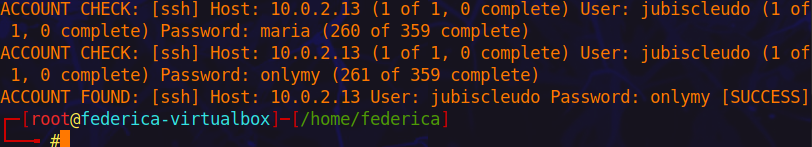 ACCOUNT CHECK: [ssh] Host: 10.0.2.13 (1 of 1, 0 complete) User: jubiscleudo (1 of
1, 0 complete) Password: maria (260 of 359 complete)
ACCOUNT CHECK: [ssh] Host: 10.0.2.13 (1 of 1, 0 complete) User: jubiscleudo (1 of
1, 0 complete) Password: onlymy (261 of 359 complete)
ACCOUNT FOUND: [ssh] Host: 10.0.2.13 User: jubiscleudo Password: onlymy [SUCCESS]
┌─[root@federica-virtualbox]─[/home/federica]
└──╼ #